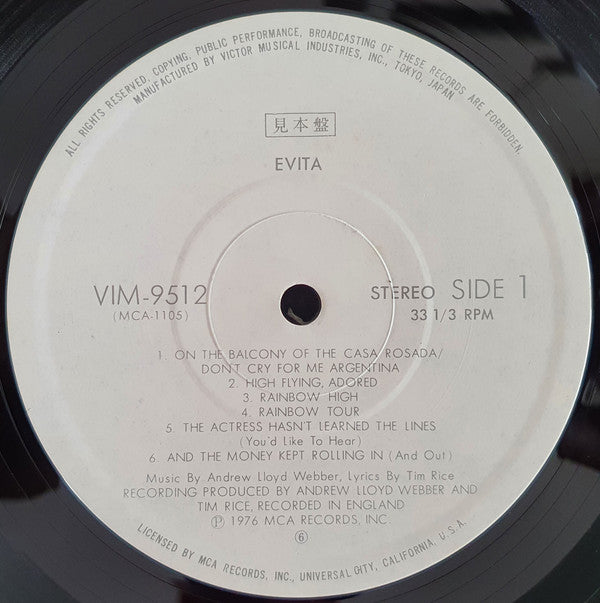 ALL RIGHTS RESERVED, COPYING, PUBLIC PERFORMANCE, BROADCASTING OF THESE RECORDS ARE FORBIDDEN.
MANUFACTURED BY VICTOR MUSICAL INDUSTRIES, INC., TOKYO, JAPAN
見本盤
EVITA
VIM-9512
(MCA-1105)
STEREO SIDE 1
33 1/3 RPM
1. ON THE BALCONY OF THE CASA ROSADA/
DON'T CRY FOR ME ARGENTINA
2. HIGH FLYING, ADORED
3. RAINBOW HIGH
4. RAINBOW TOUR
5. THE ACTRESS HASN'T LEARNED THE LINES
(You'd Like To Hear)
6. AND THE MONEY KEPT ROLLING IN (And Out)
Music By Andrew Lloyd Webber, Lyrics By Tim Rice
RECORDING PRODUCED BY ANDREW LLOYD WEBBER AND
TIM RICE, RECORDED IN ENGLAND
Ⓟ 1976 MCA RECORDS, INC.
⑥
LICENSED BY MCA RECORDS, INC., UNIVERSAL CITY, CALIFORNIA, U.S.A.